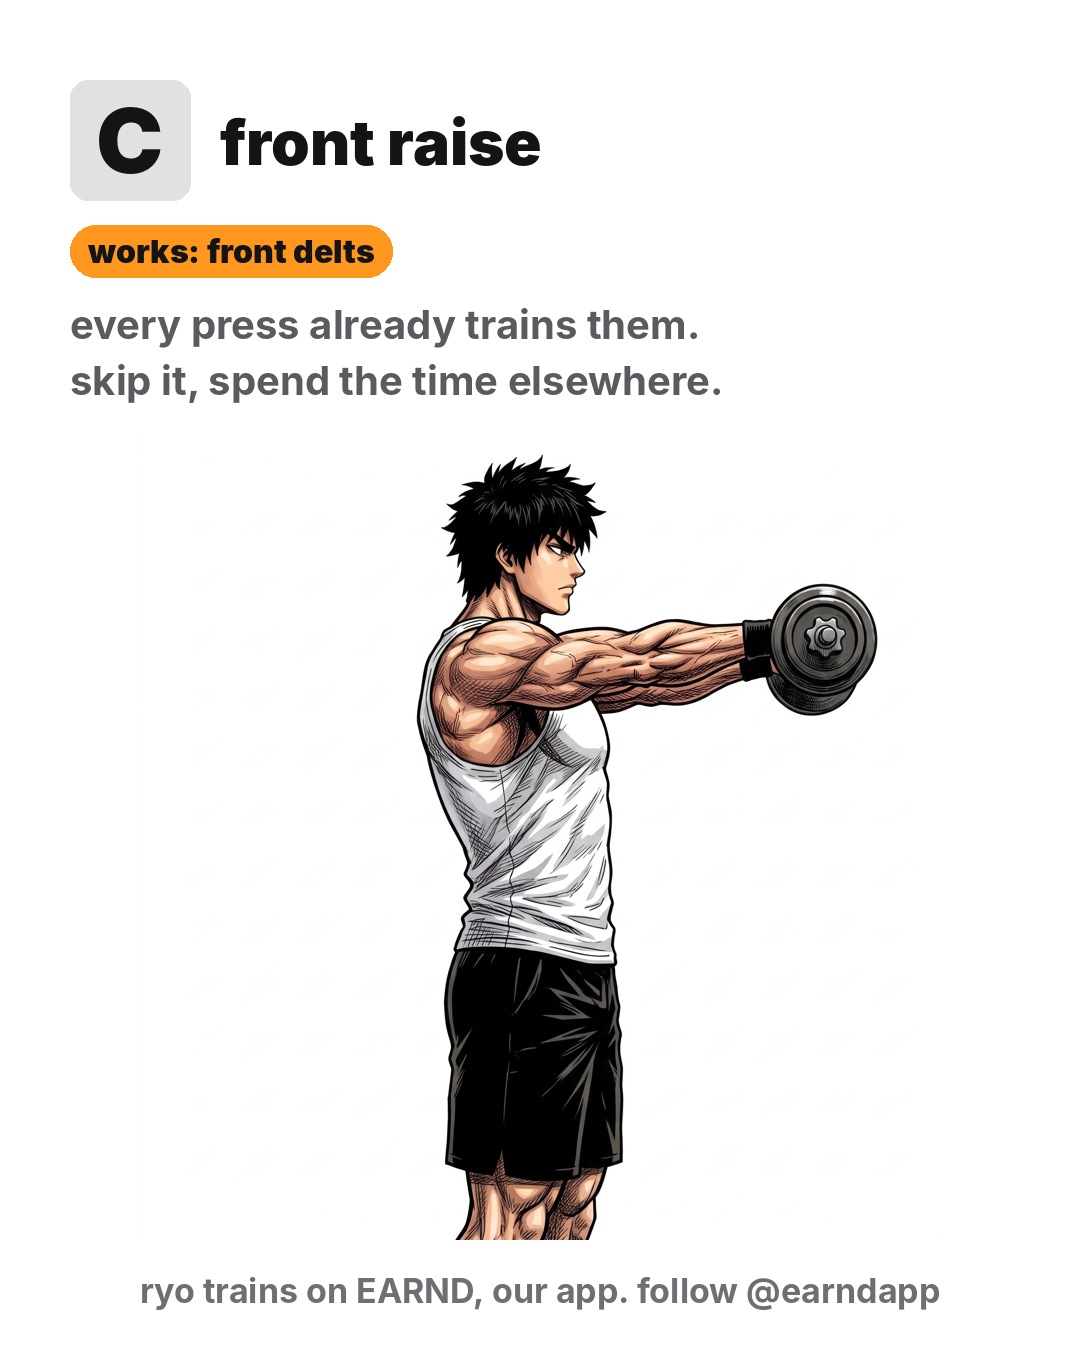 C
front raise
works: front delts
every press already trains them.
skip it, spend the time elsewhere.
ryo trains on EARND, our app. follow @earndapp